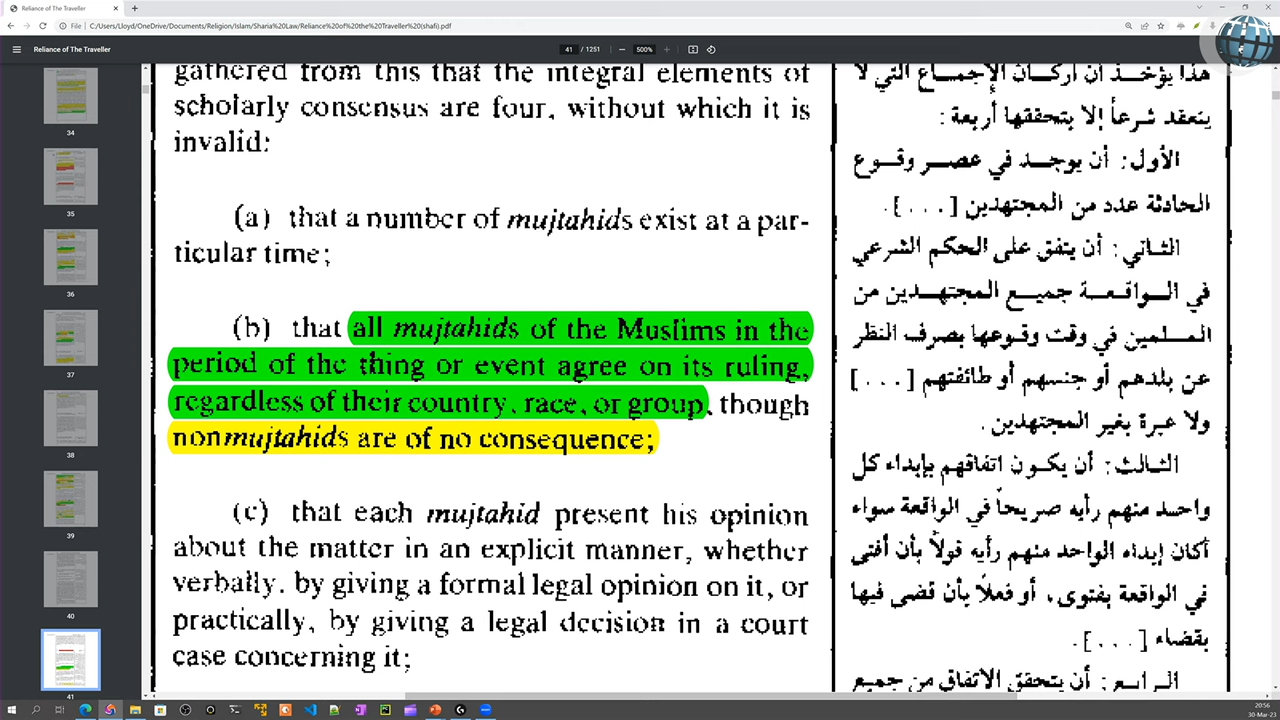 Reliance of The Traveller
File
C:/Users/Lloyd/OneDrive/Documents/Religion/Islam/Sharia%20Law/Reliance%20of%20the%20Traveller%20(shafi).pdf
Reliance of The Traveller
41 / 1251
500%
34
35
36
37
38
39
40
41
gathered from this that the integral elements of
scholarly consensus are four, without which it is
invalid:
(a) that a number of mujtahids exist at a par-
ticular time;
(b) that all mujtahids of the Muslims in the
period of the thing or event agree on its ruling,
regardless of their country, race, or group, though
nonmujtahids are of no consequence;
(c) that each mujtahid present his opinion
about the matter in an explicit manner, whether
verbally, by giving a formal legal opinion on it, or
practically, by giving a legal decision in a court
case concerning it;
هذا يؤخذ أن أركان الإجماع التي لا
ينعقد شرعاً إلا بتحققها أربعة :
الأول: أن يوجد في عصر وقوع
الحادثة عدد من المجتهدين [ . . . ] .
الثاني: أن يتفق على الحكم الشرعي
في الواقعة جميع المجتهدين من
المسلمين في وقت وقوعها بصرف النظر
عن بلدهم أو جنسهم أو طائفتهم [ . . . ]
ولا عبرة بغير المجتهدين.
الثالث: أن يكون اتفاقهم بإبداء كل
واحد منهم رأيه صريحاً في الواقعة سواء
أكان إبداء الواحد منهم رأيه قولاً بأن أفتى
في الواقعة بفتوى، أو فعلاً بأن قضى فيها
بقضاء [ . . . ] .
الرابع: أن يتحقق الاتفاق من جميع
20:56
30-Mar-23